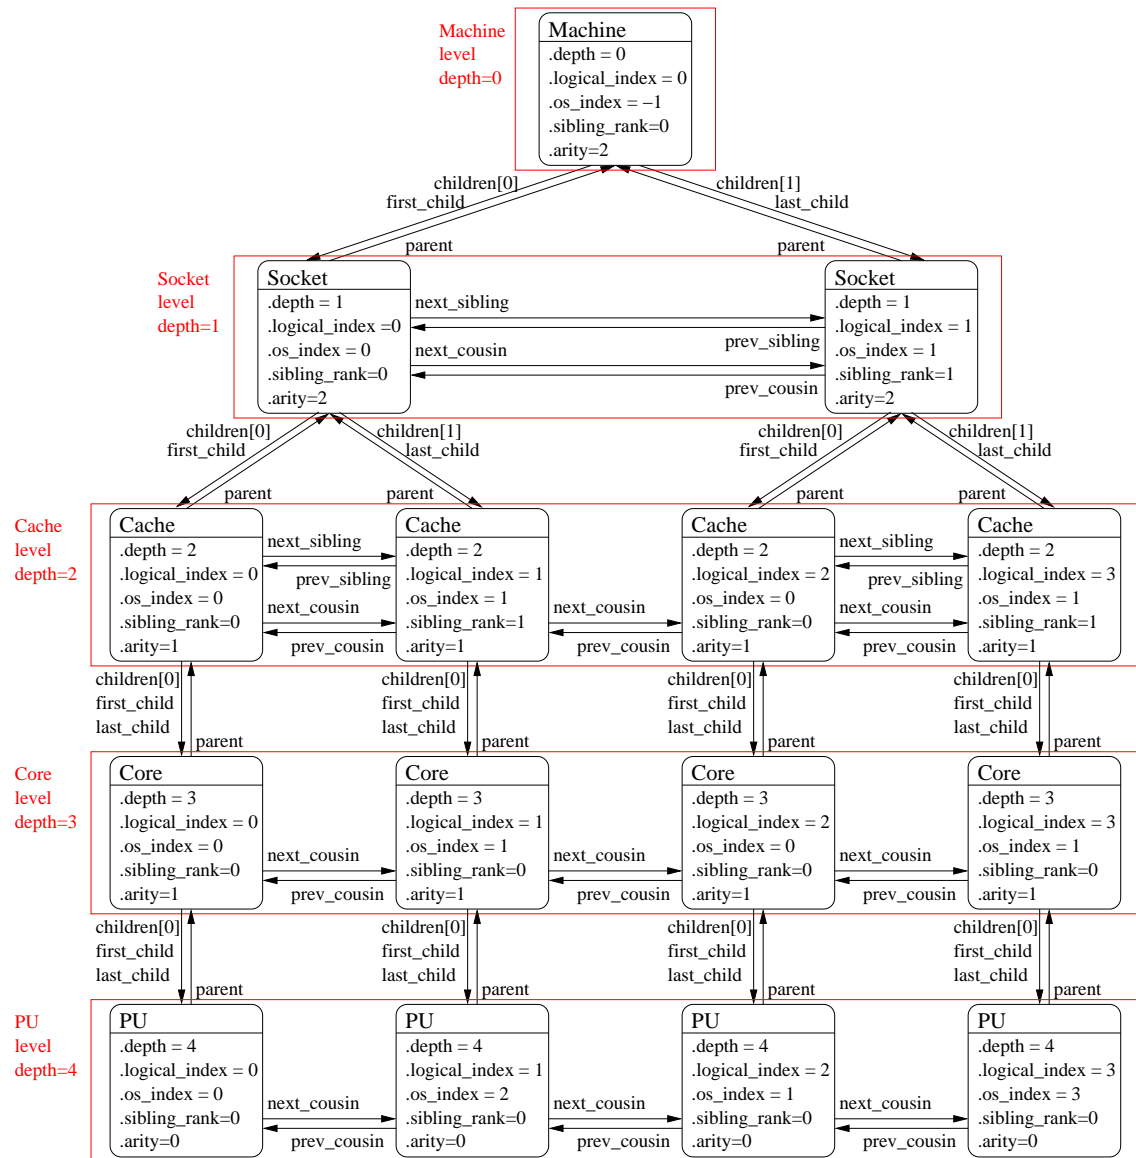 Machine
level
depth=0
Machine
.depth = 0
.logical_index = 0
.os_index = −1
.sibling_rank=0
.arity=2
children[0]
first_child
children[1]
last_child
parent
parent
Socket
level
depth=1
Socket
.depth = 1
.logical_index =0
.os_index = 0
.sibling_rank=0
.arity=2
next_sibling
prev_sibling
next_cousin
prev_cousin
Socket
.depth = 1
.logical_index = 1
.os_index = 1
.sibling_rank=1
.arity=2
children[0]
first_child
children[1]
last_child
children[0]
first_child
children[1]
last_child
parent
parent
parent
parent
Cache
level
depth=2
Cache
.depth = 2
.logical_index = 0
.os_index = 0
.sibling_rank=0
.arity=1
next_sibling
prev_sibling
next_cousin
prev_cousin
Cache
.depth = 2
.logical_index = 1
.os_index = 1
.sibling_rank=1
.arity=1
next_cousin
prev_cousin
Cache
.depth = 2
.logical_index = 2
.os_index = 0
.sibling_rank=0
.arity=1
next_sibling
prev_sibling
next_cousin
prev_cousin
Cache
.depth = 2
.logical_index = 3
.os_index = 1
.sibling_rank=1
.arity=1
children[0]
first_child
last_child
parent
children[0]
first_child
last_child
parent
children[0]
first_child
last_child
parent
children[0]
first_child
last_child
parent
Core
level
depth=3
Core
.depth = 3
.logical_index = 0
.os_index = 0
.sibling_rank=0
.arity=1
next_cousin
prev_cousin
Core
.depth = 3
.logical_index = 1
.os_index = 1
.sibling_rank=0
.arity=1
next_cousin
prev_cousin
Core
.depth = 3
.logical_index = 2
.os_index = 0
.sibling_rank=0
.arity=1
next_cousin
prev_cousin
Core
.depth = 3
.logical_index = 3
.os_index = 1
.sibling_rank=0
.arity=1
children[0]
first_child
last_child
parent
children[0]
first_child
last_child
parent
children[0]
first_child
last_child
parent
children[0]
first_child
last_child
parent
PU
level
depth=4
PU
.depth = 4
.logical_index = 0
.os_index = 0
.sibling_rank=0
.arity=0
next_cousin
prev_cousin
PU
.depth = 4
.logical_index = 1
.os_index = 2
.sibling_rank=0
.arity=0
next_cousin
prev_cousin
PU
.depth = 4
.logical_index = 2
.os_index = 1
.sibling_rank=0
.arity=0
next_cousin
prev_cousin
PU
.depth = 4
.logical_index = 3
.os_index = 3
.sibling_rank=0
.arity=0